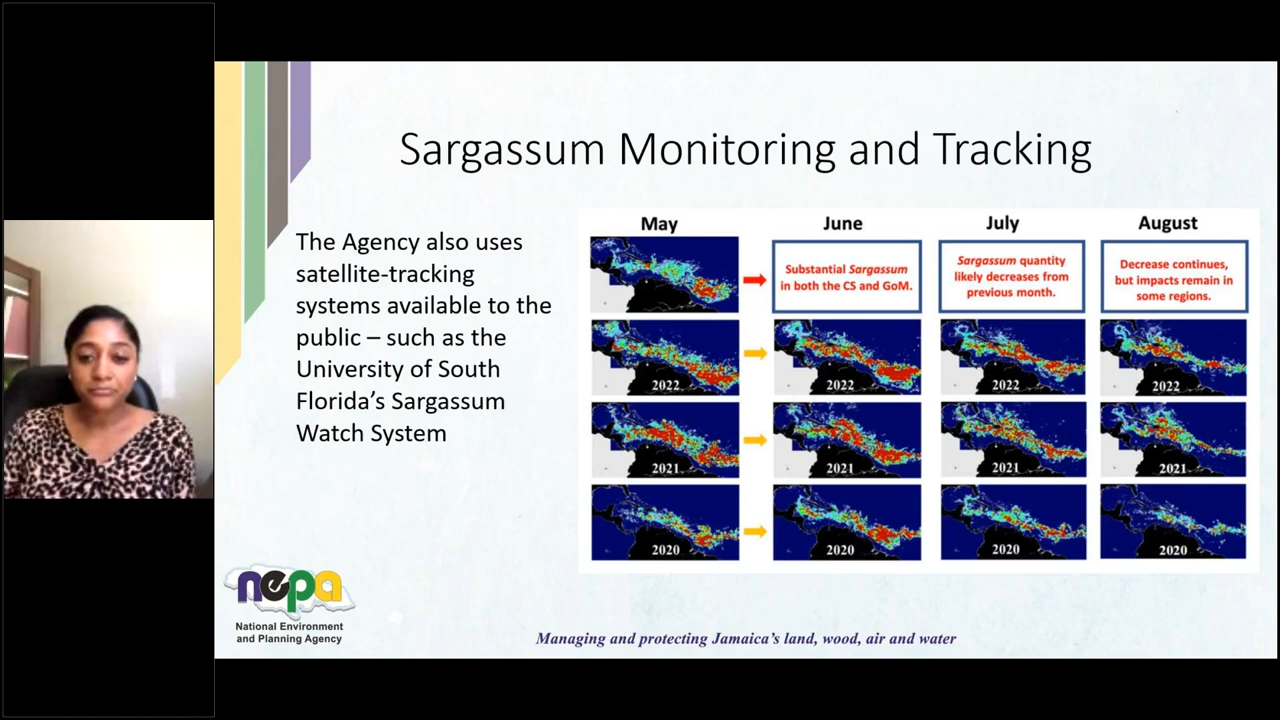 Sargassum Monitoring and Tracking
The Agency also uses
satellite-tracking
systems available to the
public – such as the
University of South
Florida’s Sargassum
Watch System
May
June
July
August
Substantial Sargassum
in both the CS and GoM.
Sargassum quantity
likely decreases from
previous month.
Decrease continues,
but impacts remain in
some regions.
2022
2022
2022
2022
2021
2021
2021
2021
2020
2020
2020
2020
nepa
National Environment
and Planning Agency
Managing and protecting Jamaica’s land, wood, air and water